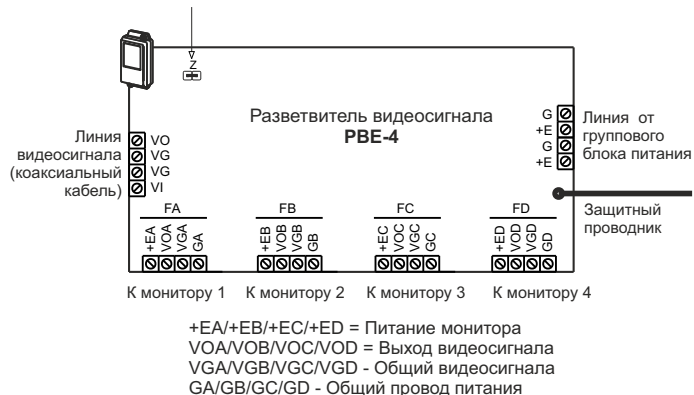 Z
Разветвитель видеосигнала
РВЕ-4
Линия
видеосигнала
(коаксиальный
кабель)
VO
VG
VG
VI
G
+E
G
+E
Линия от
группового
блока питания
Защитный
проводник
FA
FB
FC
FD
+EA
VOA
VGA
GA
+EB
VOB
VGB
GB
+EC
VOC
VGC
GC
+ED
VOD
VGD
GD
К монитору 1
К монитору 2
К монитору 3
К монитору 4
+EA/+EB/+EC/+ED = Питание монитора
VOA/VOB/VOC/VOD = Выход видеосигнала
VGA/VGB/VGC/VGD - Общий видеосигнала
GA/GB/GC/GD - Общий провод питания